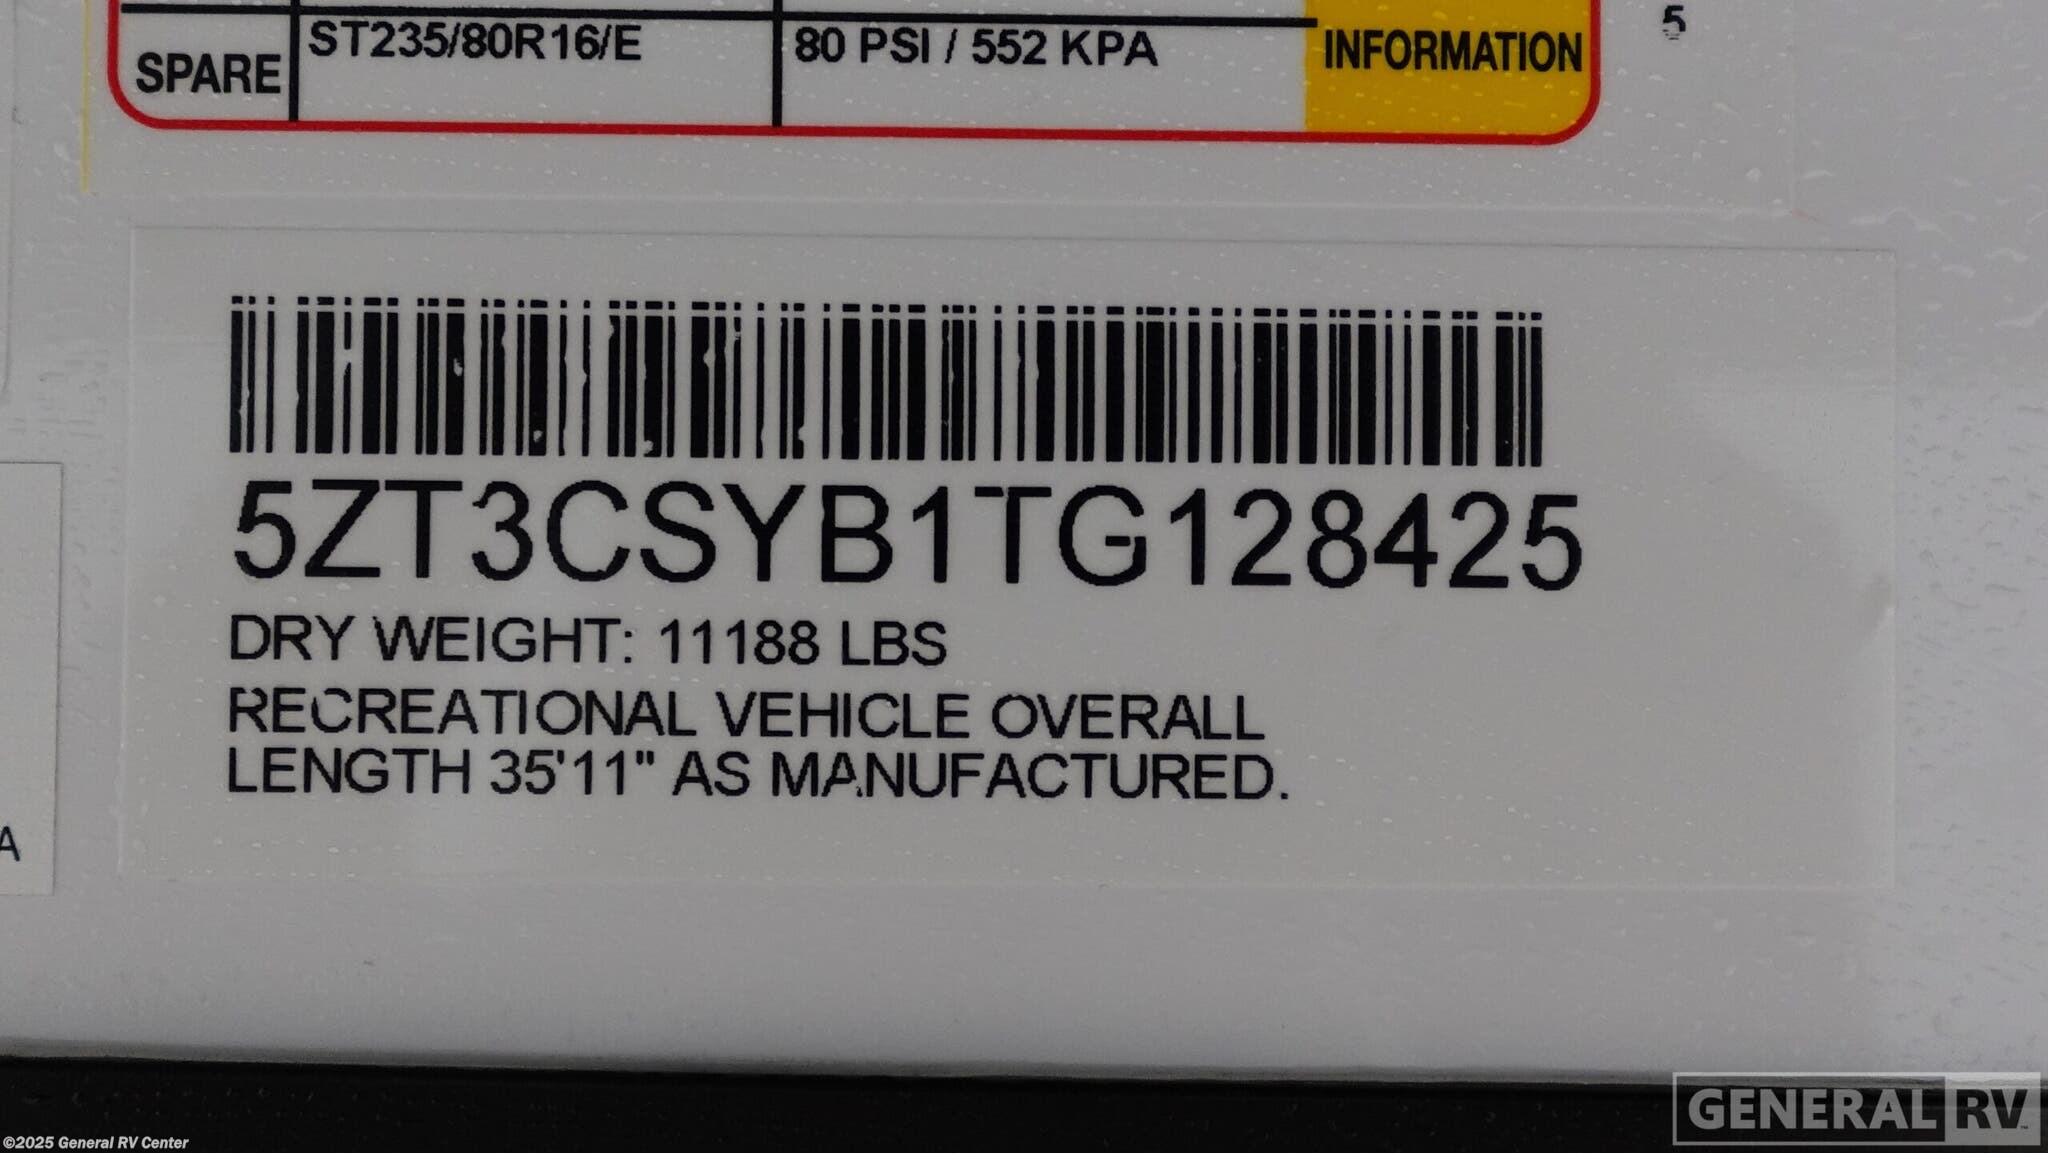 SPARE ST235/80R16/E 80 PSI / 552 KPA INFORMATION
5
5ZT3CSYB1TG128425
DRY WEIGHT: 11188 LBS
RECREATIONAL VEHICLE OVERALL
LENGTH 35'11" AS MANUFACTURED.
A
GENERAL RV
©2025 General RV Center